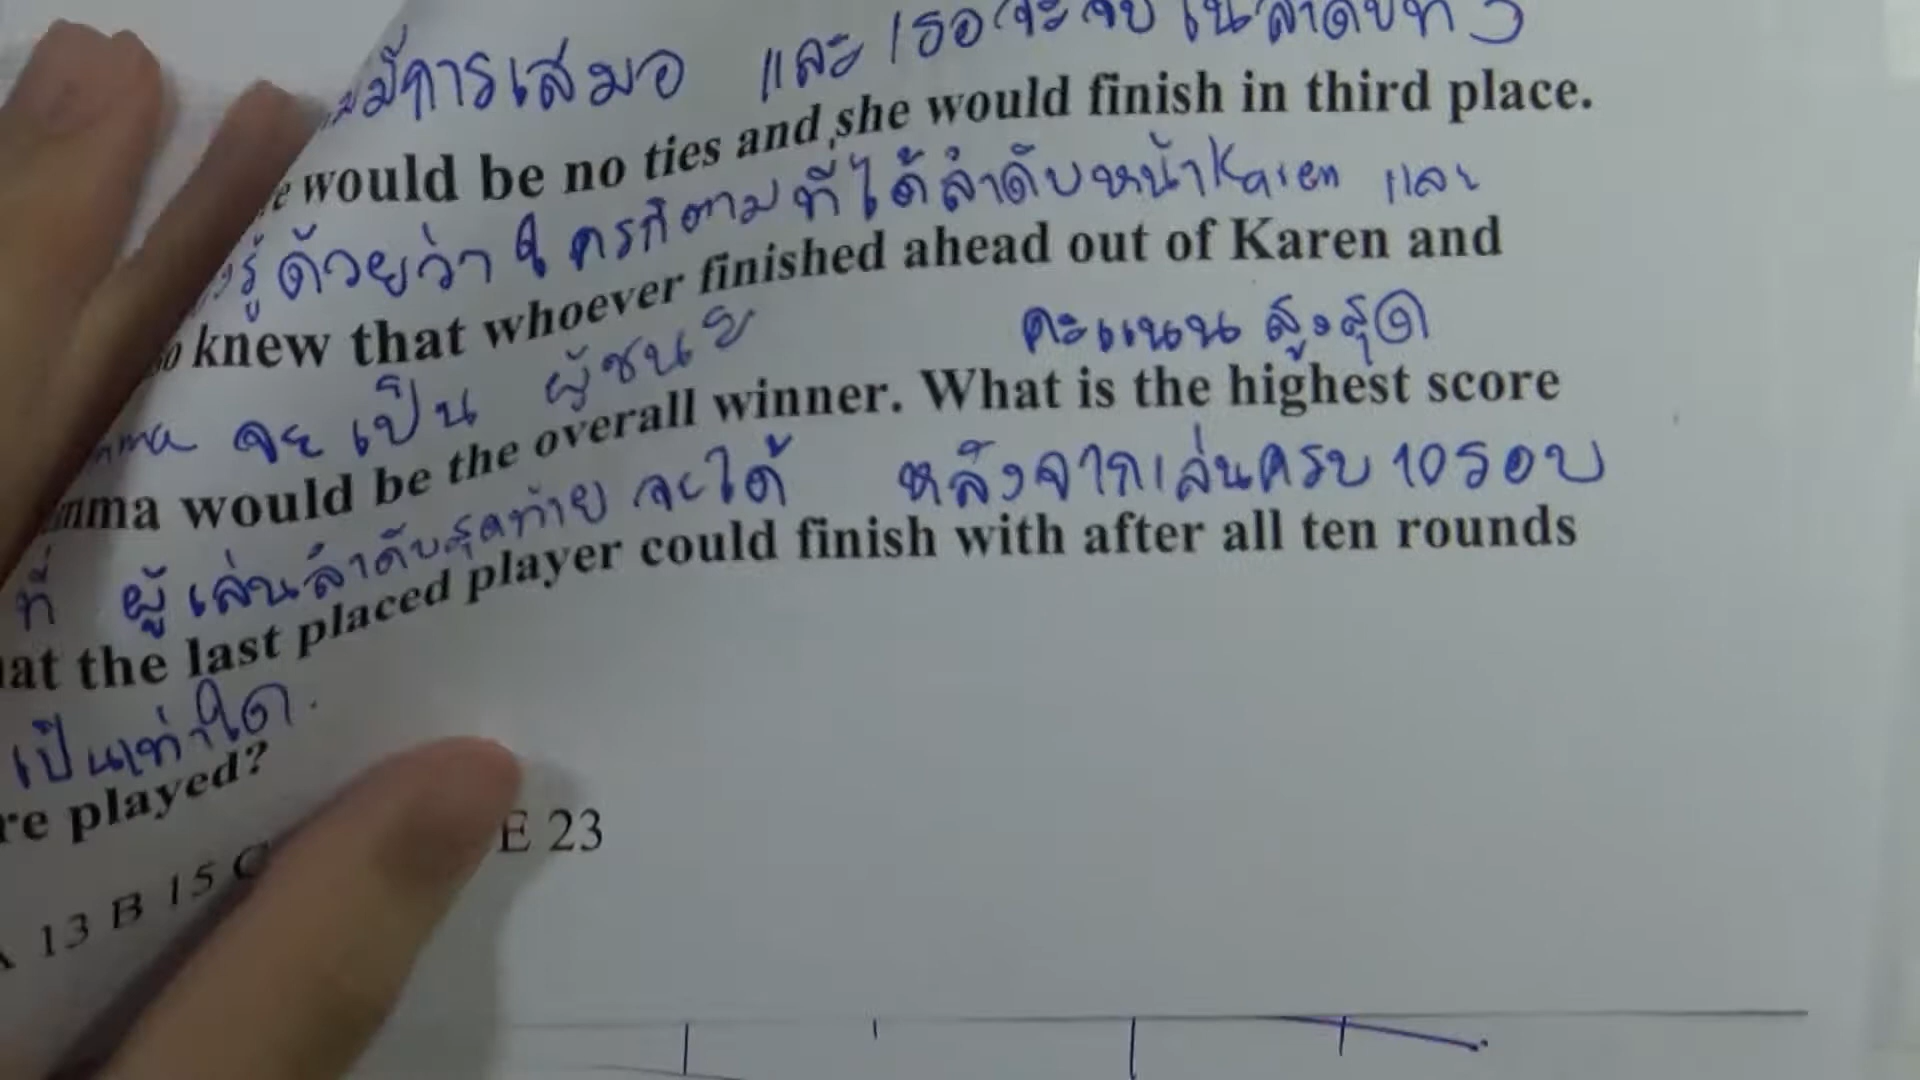 มีการเสมอ และ เธอจะจบในลำดับที่ 3
would be no ties and she would finish in third place.
รู้ด้วยว่า ใครก็ตามที่ได้ลำดับหน้า Karen และ
knew that whoever finished ahead out of Karen and
จะเป็น ผู้ชนะ คะแนนสูงสุด
mma would be the overall winner. What is the highest score
ที่ ผู้เล่นลำดับสุดท้าย จะได้ หลังจากเล่นครบ 10 รอบ
at the last placed player could finish with after all ten rounds
เป็นเท่าใด.
re played?
13 B 15 C E 23